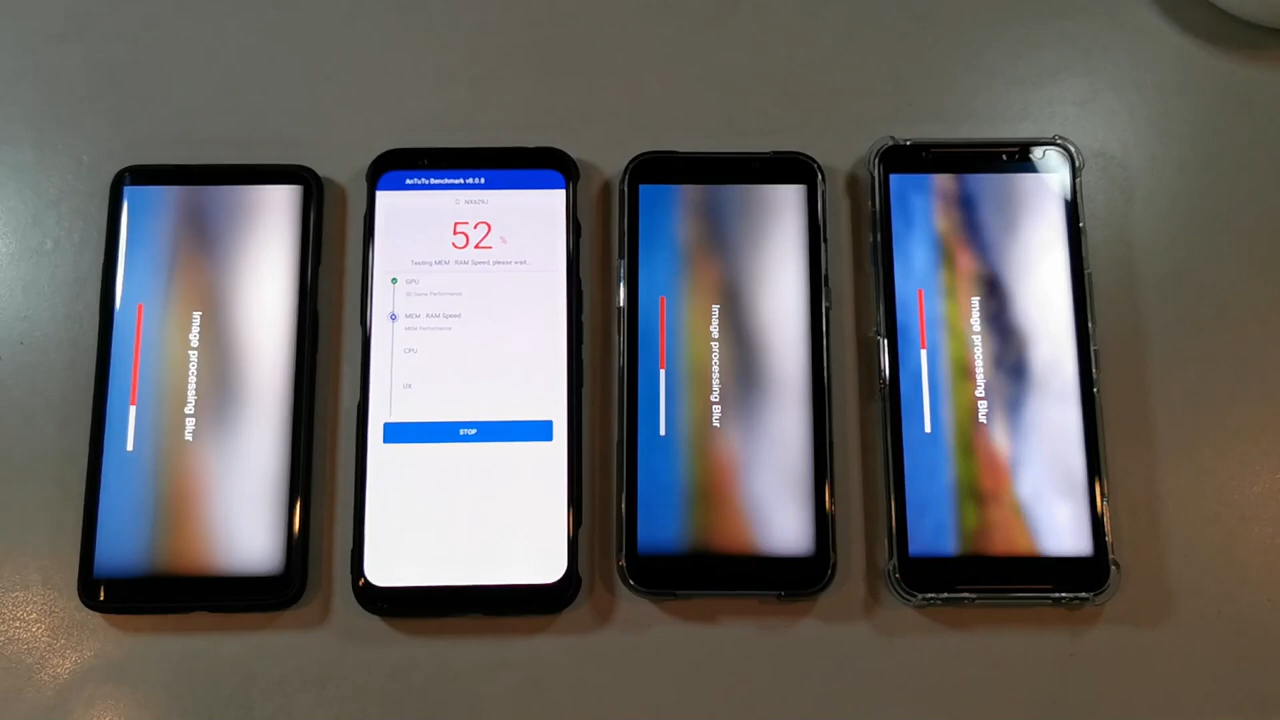 Image processing Blur
AnTuTu Benchmark v8.0.8
NX629J
52 %
Testing MEM : RAM Speed, please wait...
GPU
3D Game Performance
MEM : RAM Speed
MEM Performance
CPU
UX
STOP
Image processing Blur
Image processing Blur